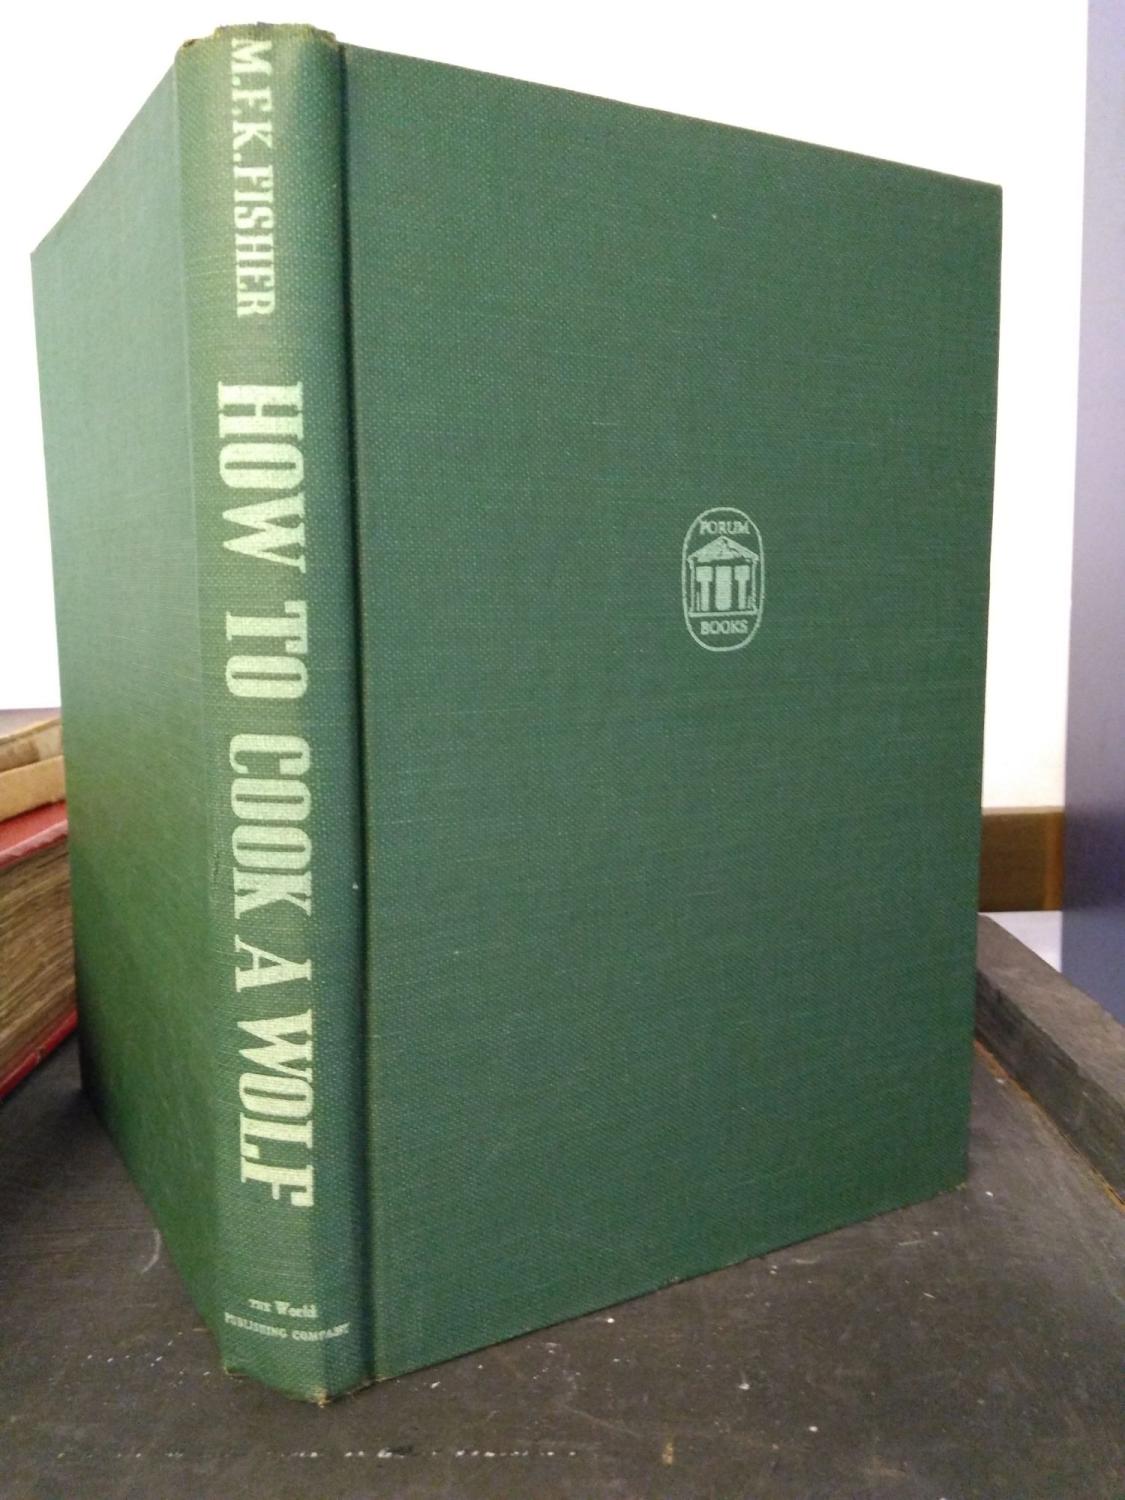 M.F.K. FISHER
HOW TO COOK A WOLF
THE World
PUBLISHING COMPANY
FORUM
BOOKS